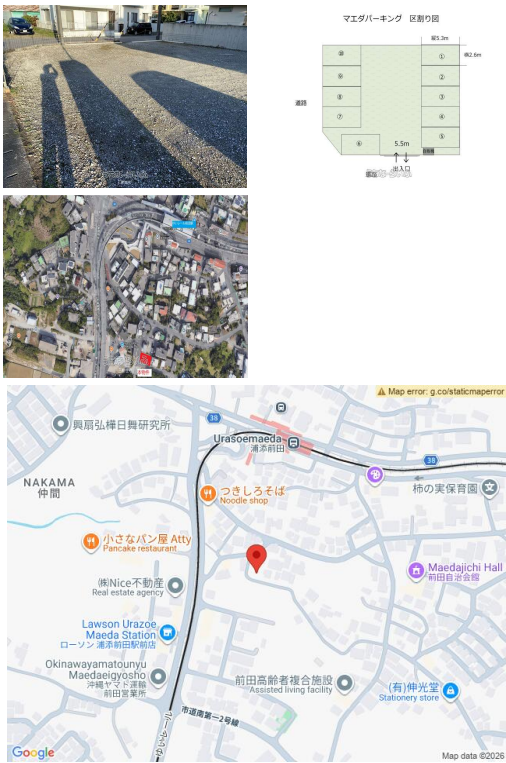 マエダパーキング 区割り図
縦5.3m
横2.6m
⑩
①
⑨
②
⑧
③
道路
⑦
④
⑥
⑤
5.5m
出入口
Map error: g.co/staticmaperror
38
興扇弘樺日舞研究所
Urasoemaeda
浦添前田
38
NAKAMA
仲間
つきしろそば
Noodle shop
柿の実保育園
小さなパン屋 Atty
Pancake restaurant
Maedajichi Hall
前田自治会館
㈱Nice不動産
Real estate agency
Lawson Urazoe
Maeda Station
ローソン 浦添前田駅前店
Okinawayamatounyu
Maedaeigyosho
沖縄ヤマト運輸
前田営業所
前田高齢者複合施設
Assisted living facility
(有)伸光堂
Stationery store
市道南第一2号線
Google
Map data ©2026